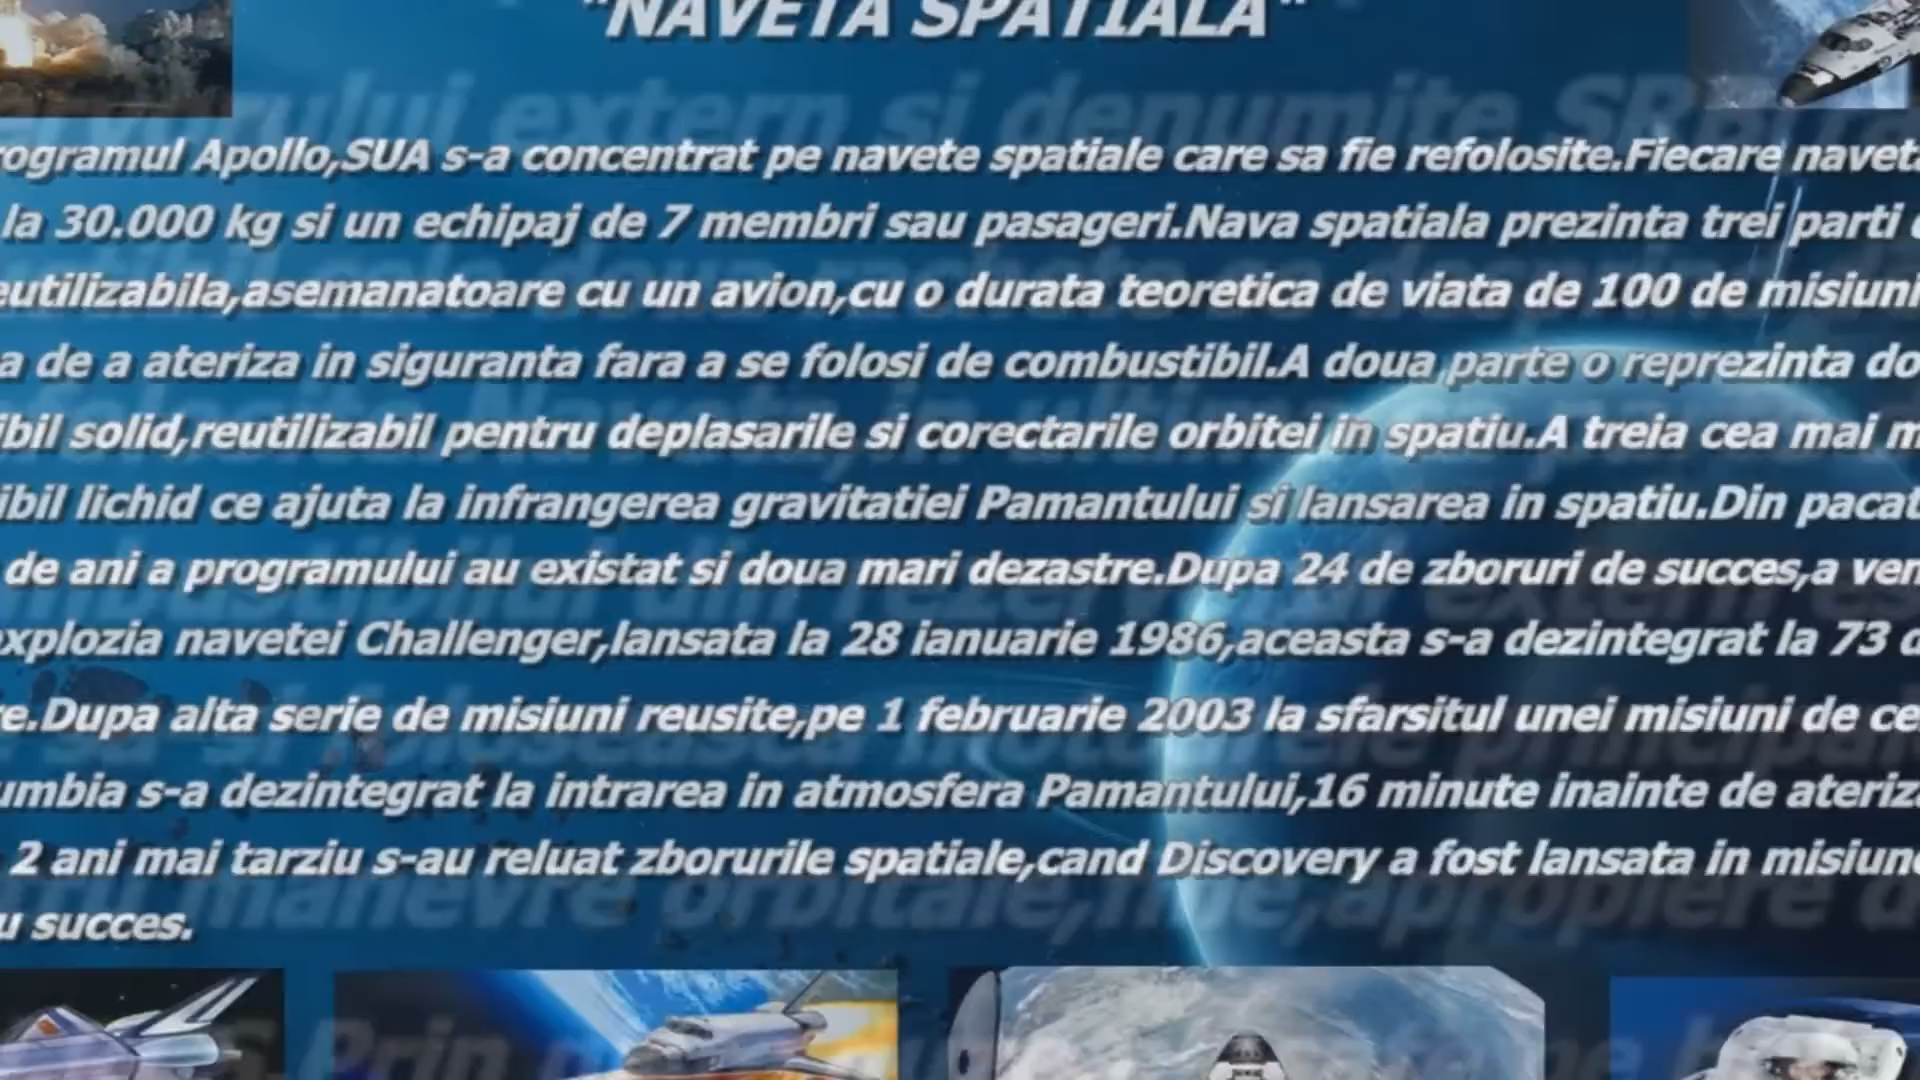 "NAVETA SPATIALA"
rogramul Apollo,SUA s-a concentrat pe navete spatiale care sa fie refolosite.Fiecare naveta
la 30.000 kg si un echipaj de 7 membri sau pasageri.Nava spatiala prezinta trei parti
eutilizabila,asemanatoare cu un avion,cu o durata teoretica de viata de 100 de misiuni
a de a ateriza in siguranta fara a se folosi de combustibil.A doua parte o reprezinta do
ibil solid,reutilizabil pentru deplasarile si corectarile orbitei in spatiu.A treia cea mai m
ibil lichid ce ajuta la infrangerea gravitatiei Pamantului si lansarea in spatiu.Din pacat
de ani a programului au existat si doua mari dezastre.Dupa 24 de zboruri de succes,a ven
xplozia navetei Challenger,lansata la 28 ianuarie 1986,aceasta s-a dezintegrat la 73 d
re.Dupa alta serie de misiuni reusite,pe 1 februarie 2003 la sfarsitul unei misiuni de ce
umbia s-a dezintegrat la intrarea in atmosfera Pamantului,16 minute inainte de ateriza
2 ani mai tarziu s-au reluat zborurile spatiale,cand Discovery a fost lansata in misiune
u succes.